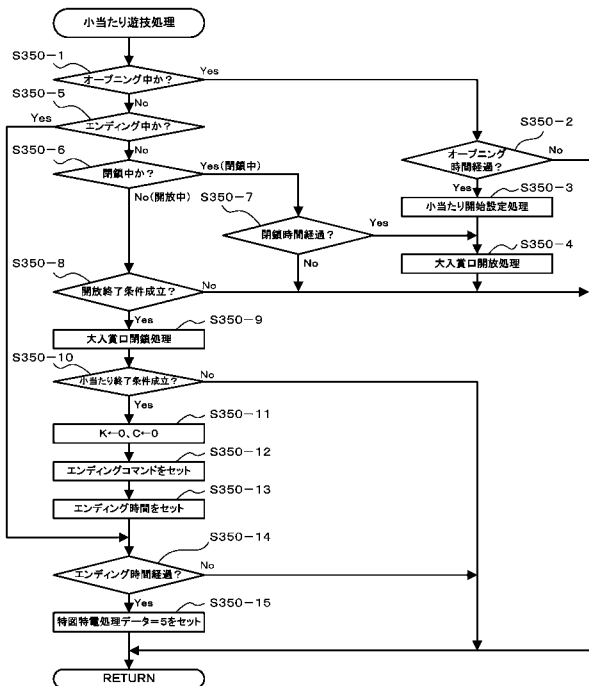 小当たり遊技処理
S350-1
オープニング中か?
Yes
No
S350-5
Yes
エンディング中か?
No
S350-2
オープニング
時間経過?
No
Yes
S350-6
閉鎖中か?
Yes(閉鎖中)
No(開放中)
S350-3
小当たり開始設定処理
S350-7
閉鎖時間経過?
Yes
No
S350-4
大入賞口開放処理
S350-8
開放終了条件成立?
No
Yes
S350-9
大入賞口閉鎖処理
S350-10
小当たり終了条件成立?
No
Yes
S350-11
K←0、C←0
S350-12
エンディングコマンドをセット
S350-13
エンディング時間をセット
S350-14
エンディング時間経過?
No
Yes
S350-15
特図特電処理データ=5をセット
RETURN